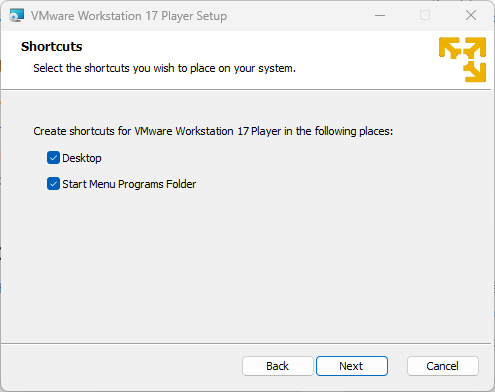 VMware Workstation 17 Player Setup
Shortcuts
Select the shortcuts you wish to place on your system.
Create shortcuts for VMware Workstation 17 Player in the following places:
Desktop
Start Menu Programs Folder
Back
Next
Cancel